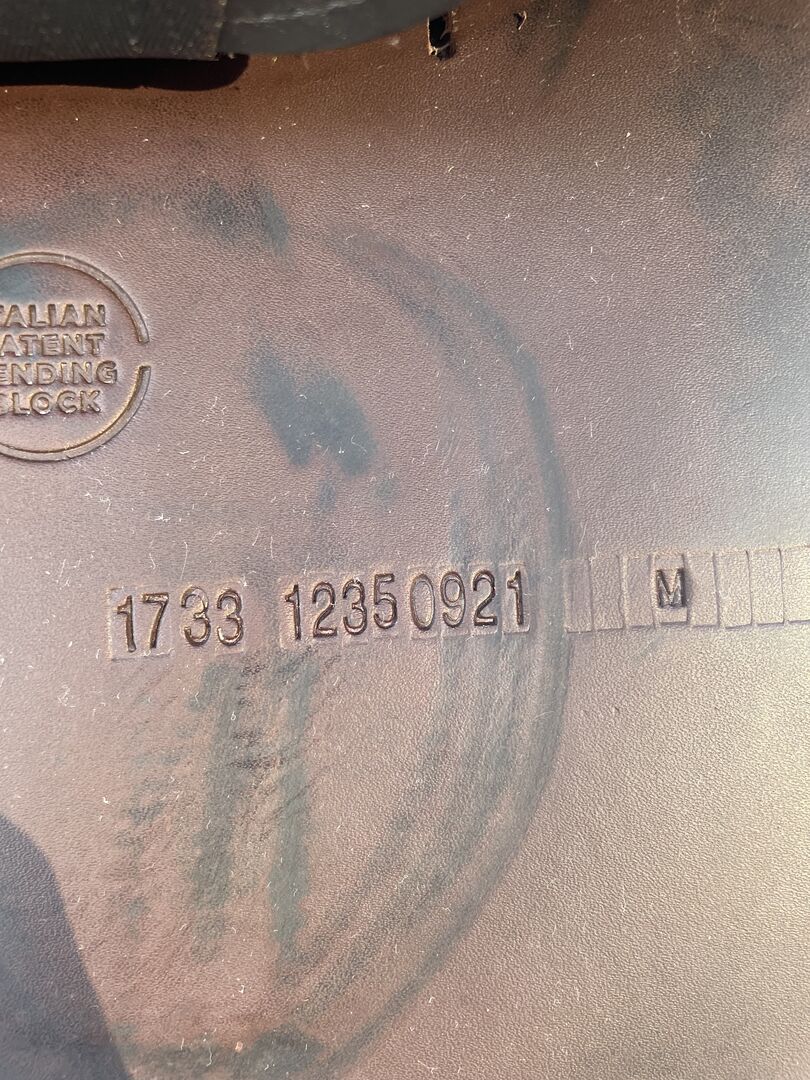 TALIAN
ATENT
ENDING
BLOCK
1733 12350921 M